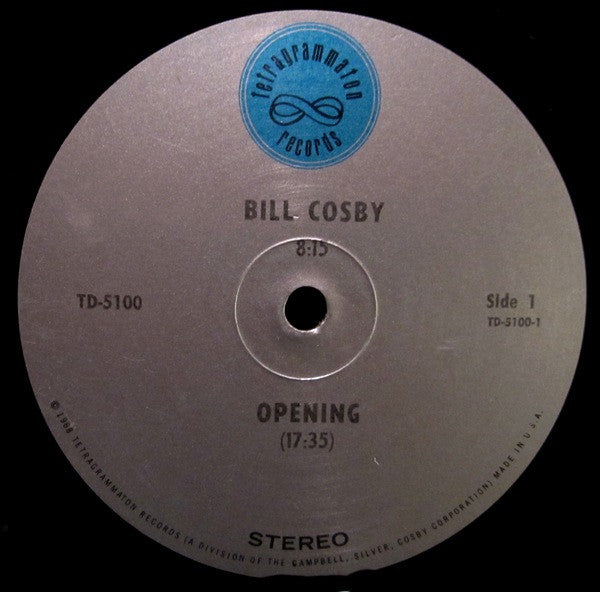 tetragrammaton
records
BILL COSBY
8:15
TD-5100
Side 1
TD-5100-1
OPENING
(17:35)
STEREO
© 1968 TETRAGRAMMATON RECORDS (A DIVISION OF THE CAMPBELL, SILVER, COSBY CORPORATION) MADE IN U.S.A.